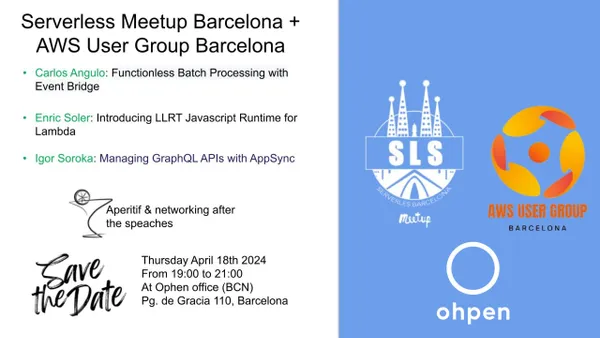 Serverless Meetup Barcelona +
AWS User Group Barcelona
• Carlos Angulo: Functionless Batch Processing with
Event Bridge
• Enric Soler: Introducing LLRT Javascript Runtime for
Lambda
• Igor Soroka: Managing GraphQL APIs with AppSync
Aperitif & networking after
the speaches
Save
the Date
Thursday April 18th 2024
From 19:00 to 21:00
At Ophen office (BCN)
Pg. de Gracia 110, Barcelona
SLS
SERVERLES BARCELONA
Meetup
AWS USER GROUP
BARCELONA
ohpen